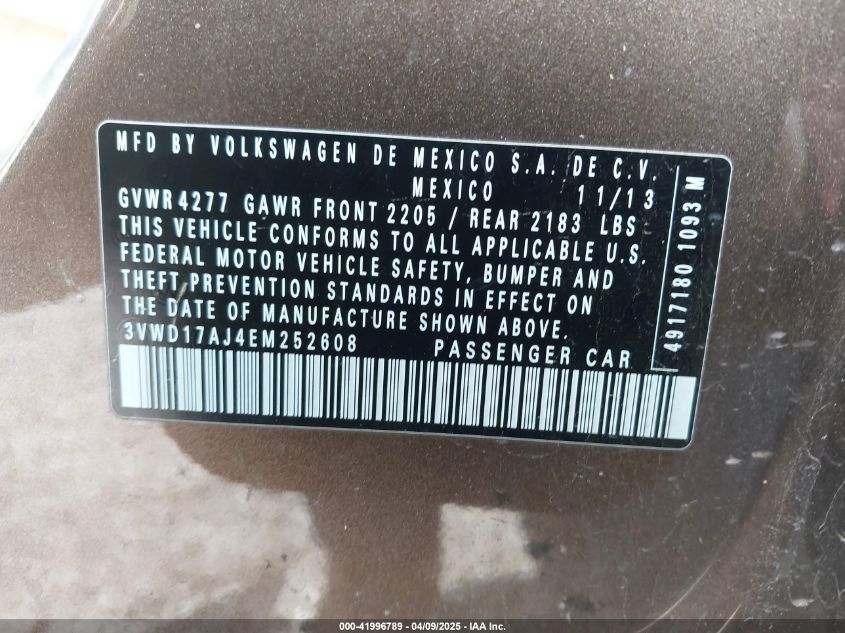 MFD BY VOLKSWAGEN DE MEXICO S.A. DE C.V.
MEXICO 11/13
GVWR 4277 GAWR FRONT 2205 / REAR 2183 LBS
THIS VEHICLE CONFORMS TO ALL APPLICABLE U.S.
FEDERAL MOTOR VEHICLE SAFETY, BUMPER AND
THEFT PREVENTION STANDARDS IN EFFECT ON
THE DATE OF MANUFACTURE SHOWN ABOVE.
3VWD17AJ4EM252608 PASSENGER CAR
4917180 1093 M
000-41996789 - 04/09/2025 - IAA Inc.